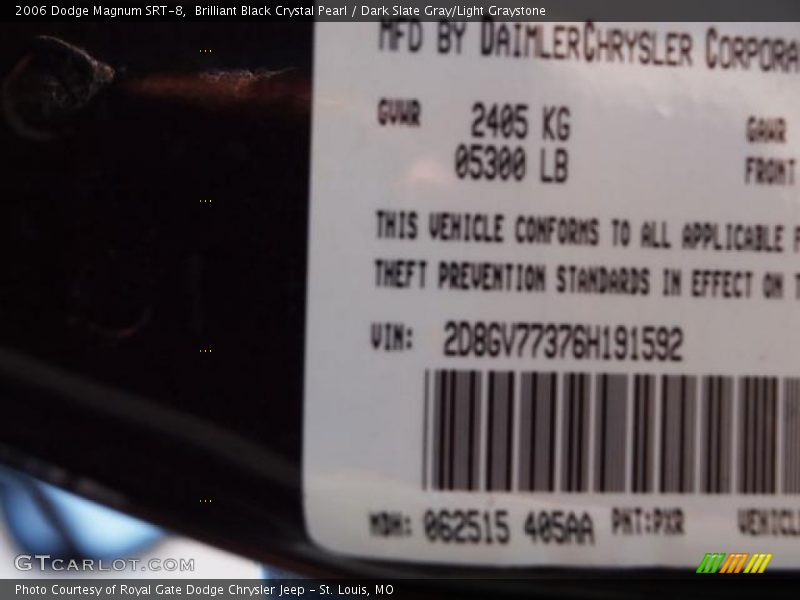 2006 Dodge Magnum SRT-8,  Brilliant Black Crystal Pearl / Dark Slate Gray/Light Graystone
MFD BY DAIMLERCHRYSLER CORPORA
GVWR 2405 KG GAWR
05300 LB FRONT
THIS VEHICLE CONFORMS TO ALL APPLICABLE F
THEFT PREVENTION STANDARDS IN EFFECT ON T
VIN: 2D8GV77376H191592
MDH: 062515 405AA PNT:PXR VEHICL
GTCARLOT.COM
Photo Courtesy of Royal Gate Dodge Chrysler Jeep - St. Louis, MO